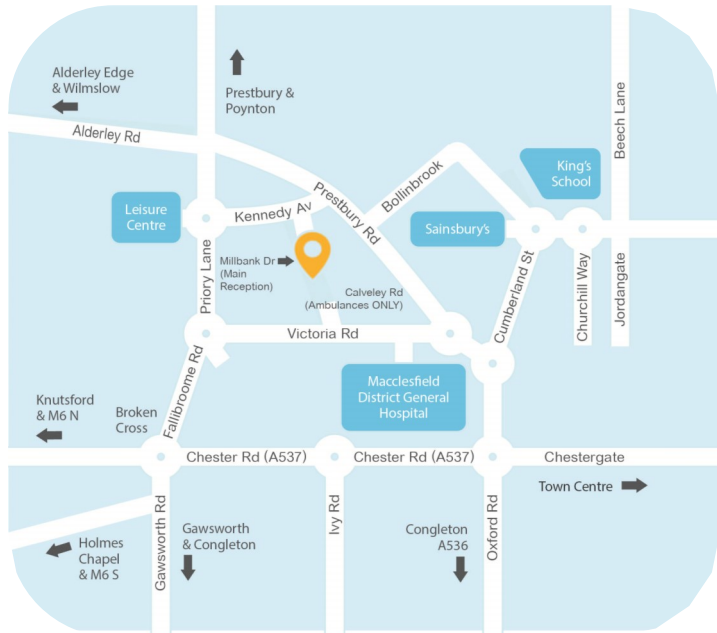 Alderley Edge
& Wilmslow
Prestbury &
Poynton
Beech Lane
Alderley Rd
King's
School
Bollinbrook
Prestbury Rd
Kennedy Av
Leisure
Centre
Sainsbury's
Millbank Dr
(Main
Reception)
Priory Lane
Calveley Rd
(Ambulances ONLY)
Cumberland St
Churchill Way
Jordangate
Victoria Rd
Fallibroome Rd
Macclesfield
District General
Hospital
Knutsford
& M6 N
Broken
Cross
Chester Rd (A537)
Chester Rd (A537)
Chestergate
Town Centre
Gawsworth Rd
Gawsworth
& Congleton
Ivy Rd
Congleton
A536
Oxford Rd
Holmes
Chapel
& M6 S